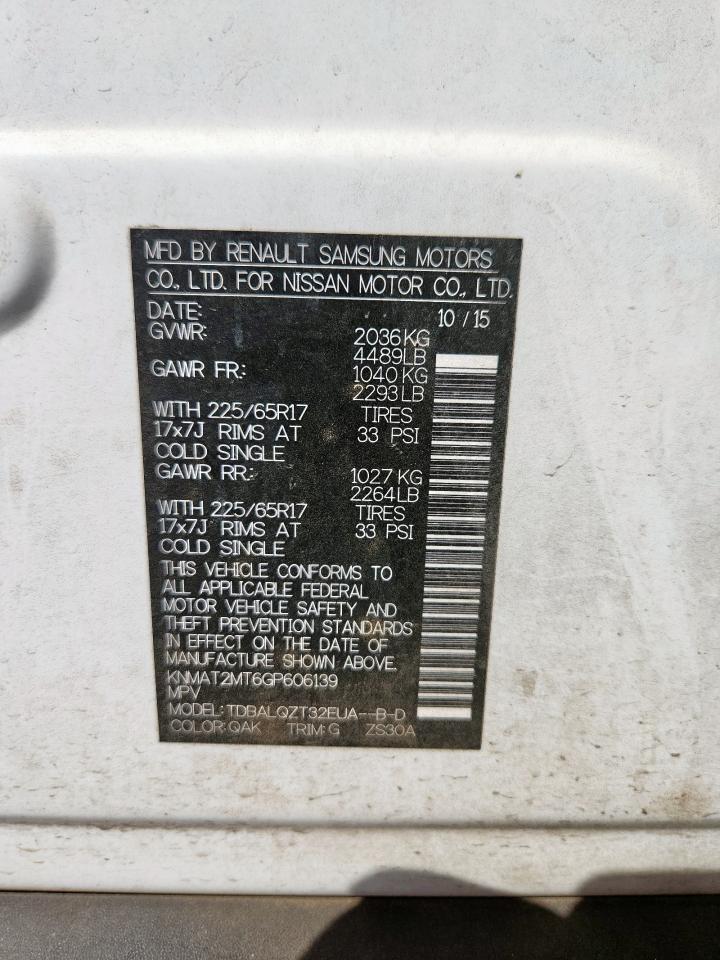 MFD BY RENAULT SAMSUNG MOTORS
CO., LTD. FOR NISSAN MOTOR CO., LTD.
DATE: 10 / 15
GVWR: 2036 KG
4489LB
GAWR FR: 1040 KG
2293 LB
WITH 225/65R17 TIRES
17x7J RIMS AT 33 PSI
COLD SINGLE
GAWR RR: 1027 KG
2264 LB
WITH 225/65R17 TIRES
17x7J RIMS AT 33 PSI
COLD SINGLE
THIS VEHICLE CONFORMS TO
ALL APPLICABLE FEDERAL
MOTOR VEHICLE SAFETY AND
THEFT PREVENTION STANDARDS
IN EFFECT ON THE DATE OF
MANUFACTURE SHOWN ABOVE.
KNMAT2MT6GP606139
MPV
MODEL: TDBALQZT32EUA--B-D
COLOR: QAK TRIM: G ZS30A